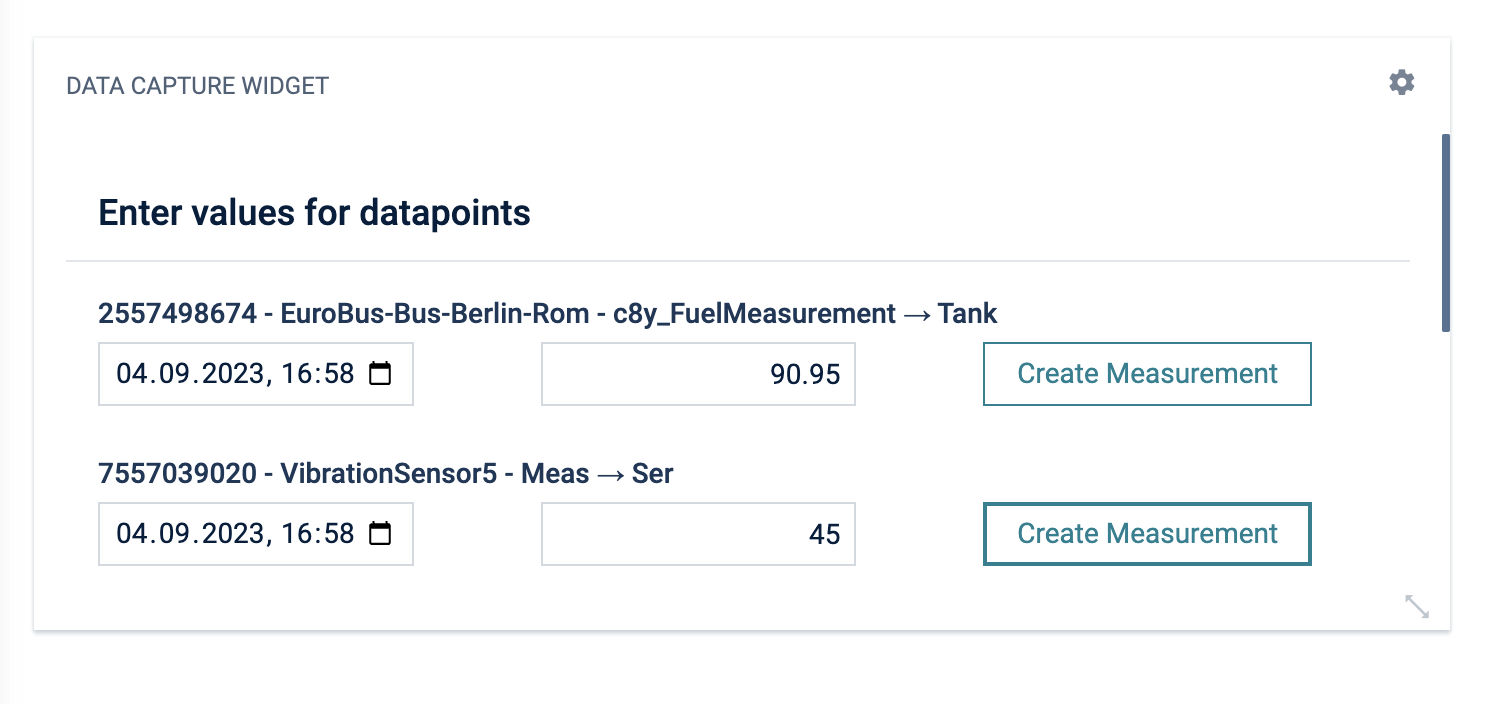 DATA CAPTURE WIDGET
Enter values for datapoints
2557498674 - EuroBus-Bus-Berlin-Rom - c8y_FuelMeasurement → Tank
04.09.2023, 16:58 90.95 Create Measurement
7557039020 - VibrationSensor5 - Meas → Ser
04.09.2023, 16:58 45 Create Measurement